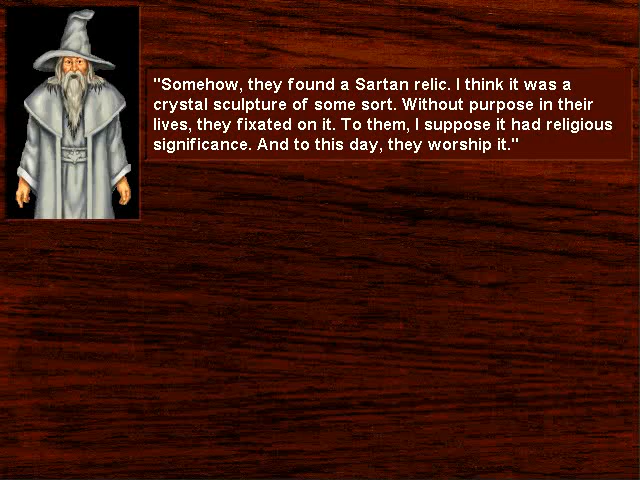 "Somehow, they found a Sartan relic. I think it was a
crystal sculpture of some sort. Without purpose in their
lives, they fixated on it. To them, I suppose it had religious
significance. And to this day, they worship it."